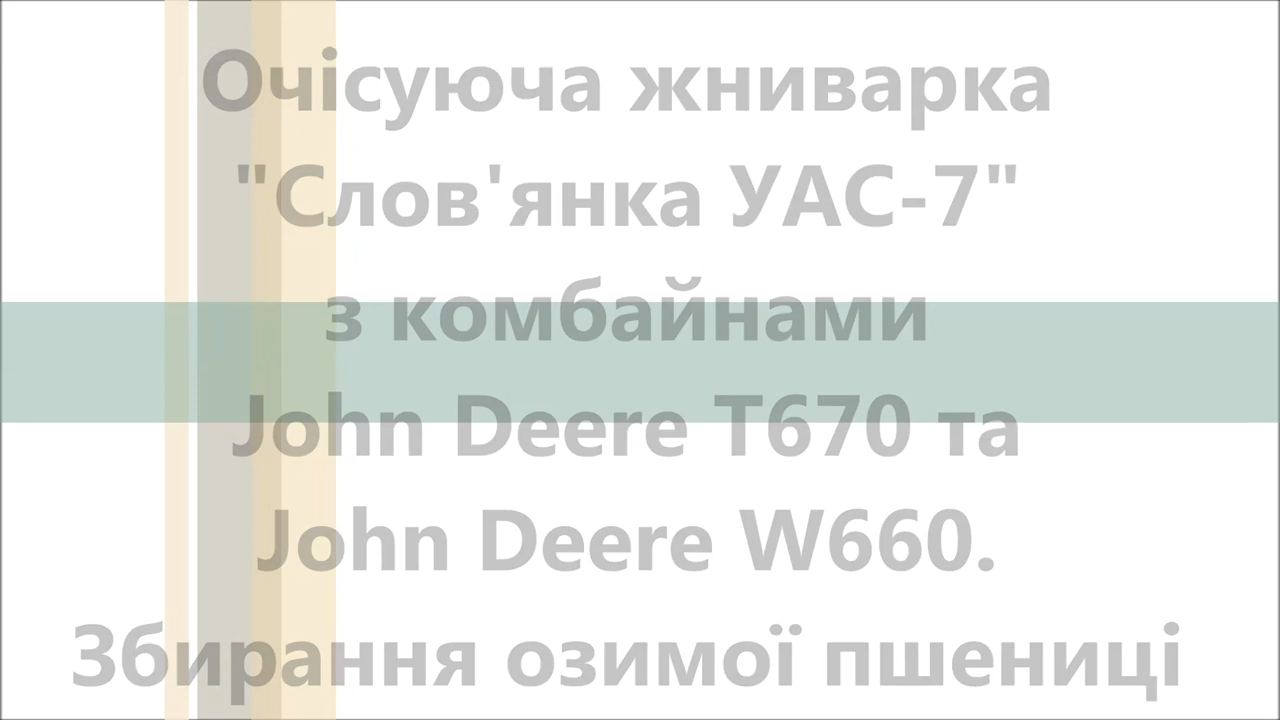 Очісуюча жниварка
"Слов'янка УАС-7"
з комбайнами
John Deere T670 та
John Deere W660.
Збирання озимої пшениці